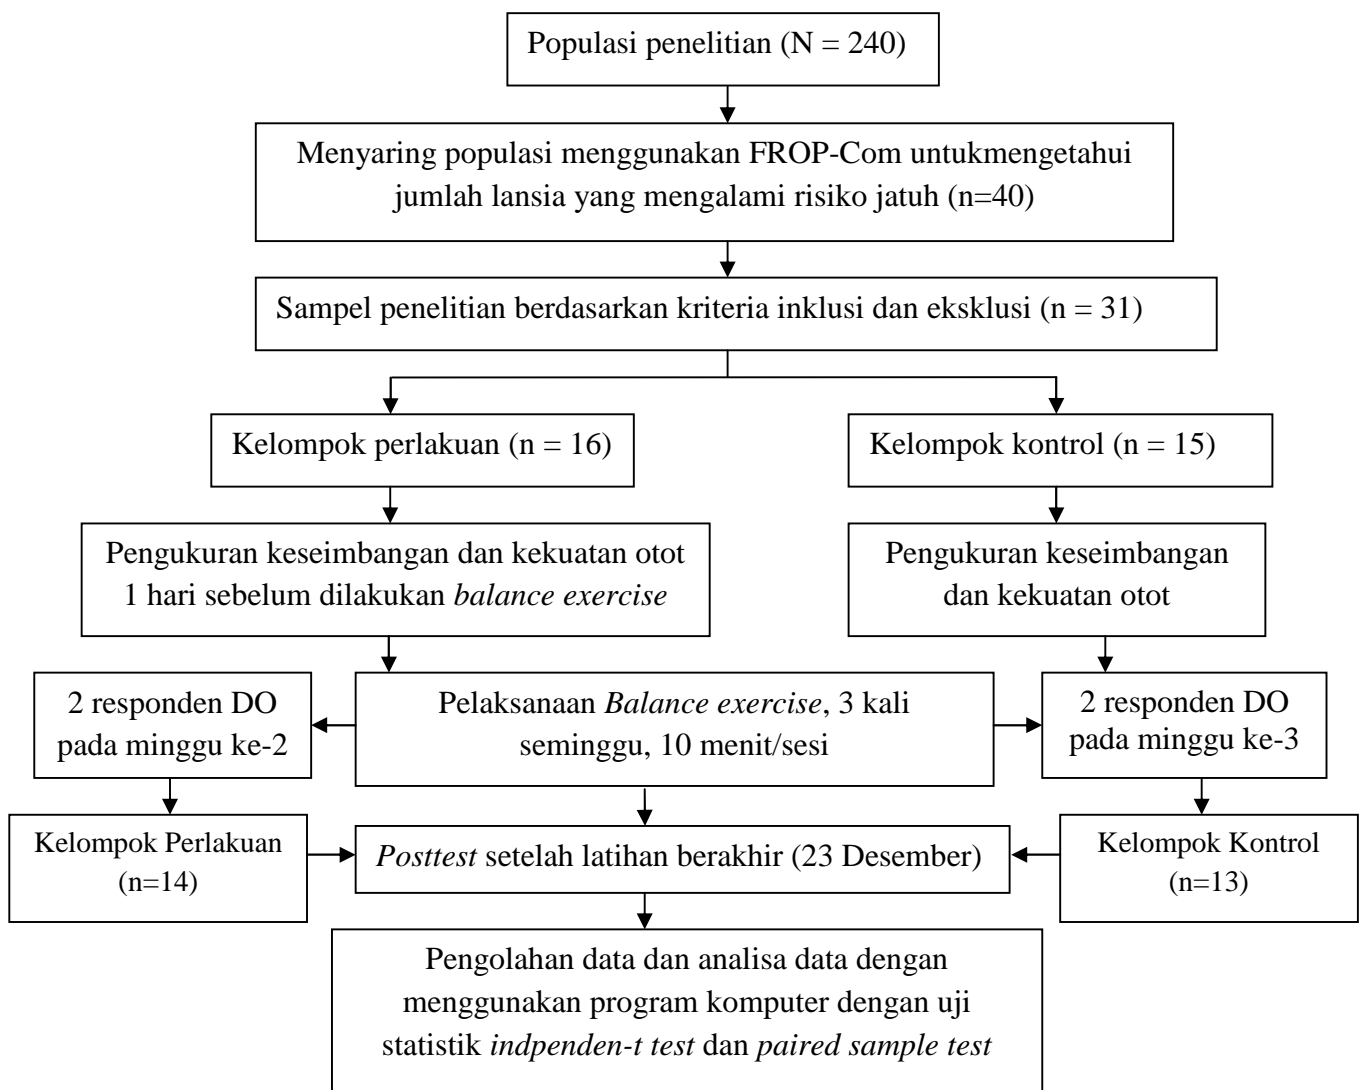 Populasi penelitian (N = 240)
Menyaring populasi menggunakan FROP-Com untukmengetahui
jumlah lansia yang mengalami risiko jatuh (n=40)
Sampel penelitian berdasarkan kriteria inklusi dan eksklusi (n = 31)
Kelompok perlakuan (n = 16)
Kelompok kontrol (n = 15)
Pengukuran keseimbangan dan kekuatan otot
1 hari sebelum dilakukan balance exercise
Pengukuran keseimbangan
dan kekuatan otot
2 responden DO
pada minggu ke-2
Pelaksanaan Balance exercise, 3 kali
seminggu, 10 menit/sesi
2 responden DO
pada minggu ke-3
Kelompok Perlakuan
(n=14)
Posttest setelah latihan berakhir (23 Desember)
Kelompok Kontrol
(n=13)
Pengolahan data dan analisa data dengan
menggunakan program komputer dengan uji
statistik indpenden-t test dan paired sample test